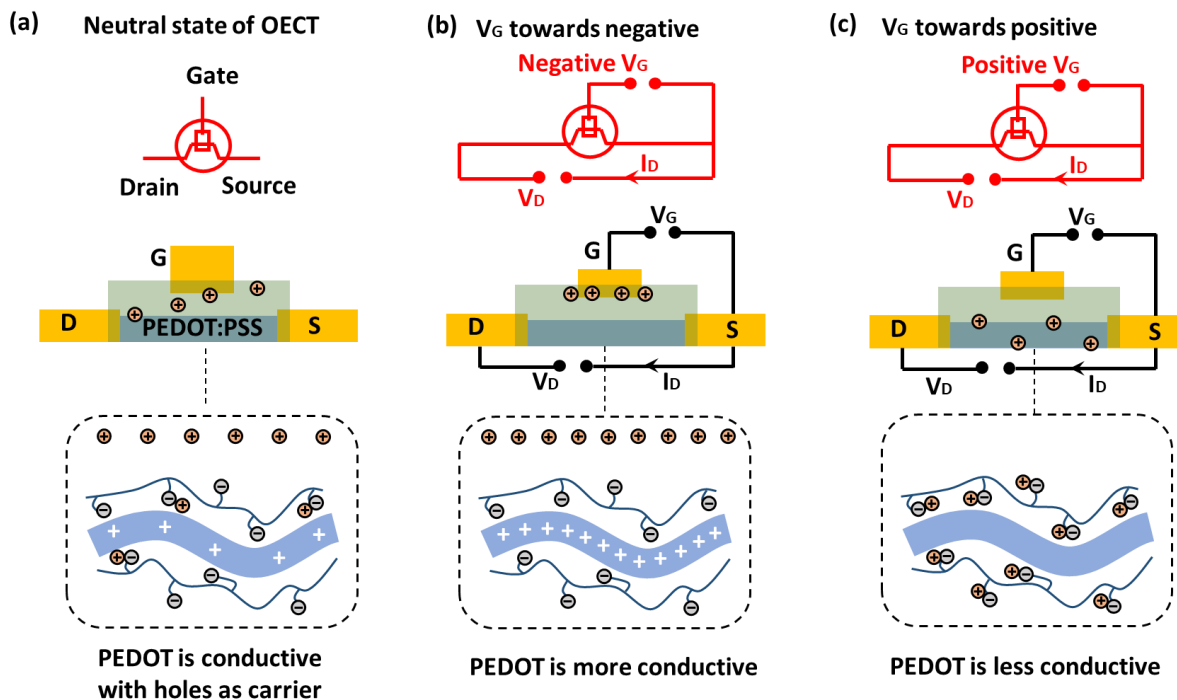 (a) Neutral state of OECT
Gate
Drain Source
G
D PEDOT:PSS S
+ + + +
+ + + + + + +
− − − −
+ +
+ + + + +
+ −
− − −
PEDOT is conductive
with holes as carrier
(b) VG towards negative
Negative VG
ID
VD
VG
G
+ + + +
D S
VD ID
+ + + + + + + + +
− − − −
+ + + + + + + + + + + +
− − − −
PEDOT is more conductive
(c) VG towards positive
Positive VG
ID
VD
VG
G
D S
+ + + +
VD ID
+ − + − + − + −
+ − + − + − + −
PEDOT is less conductive